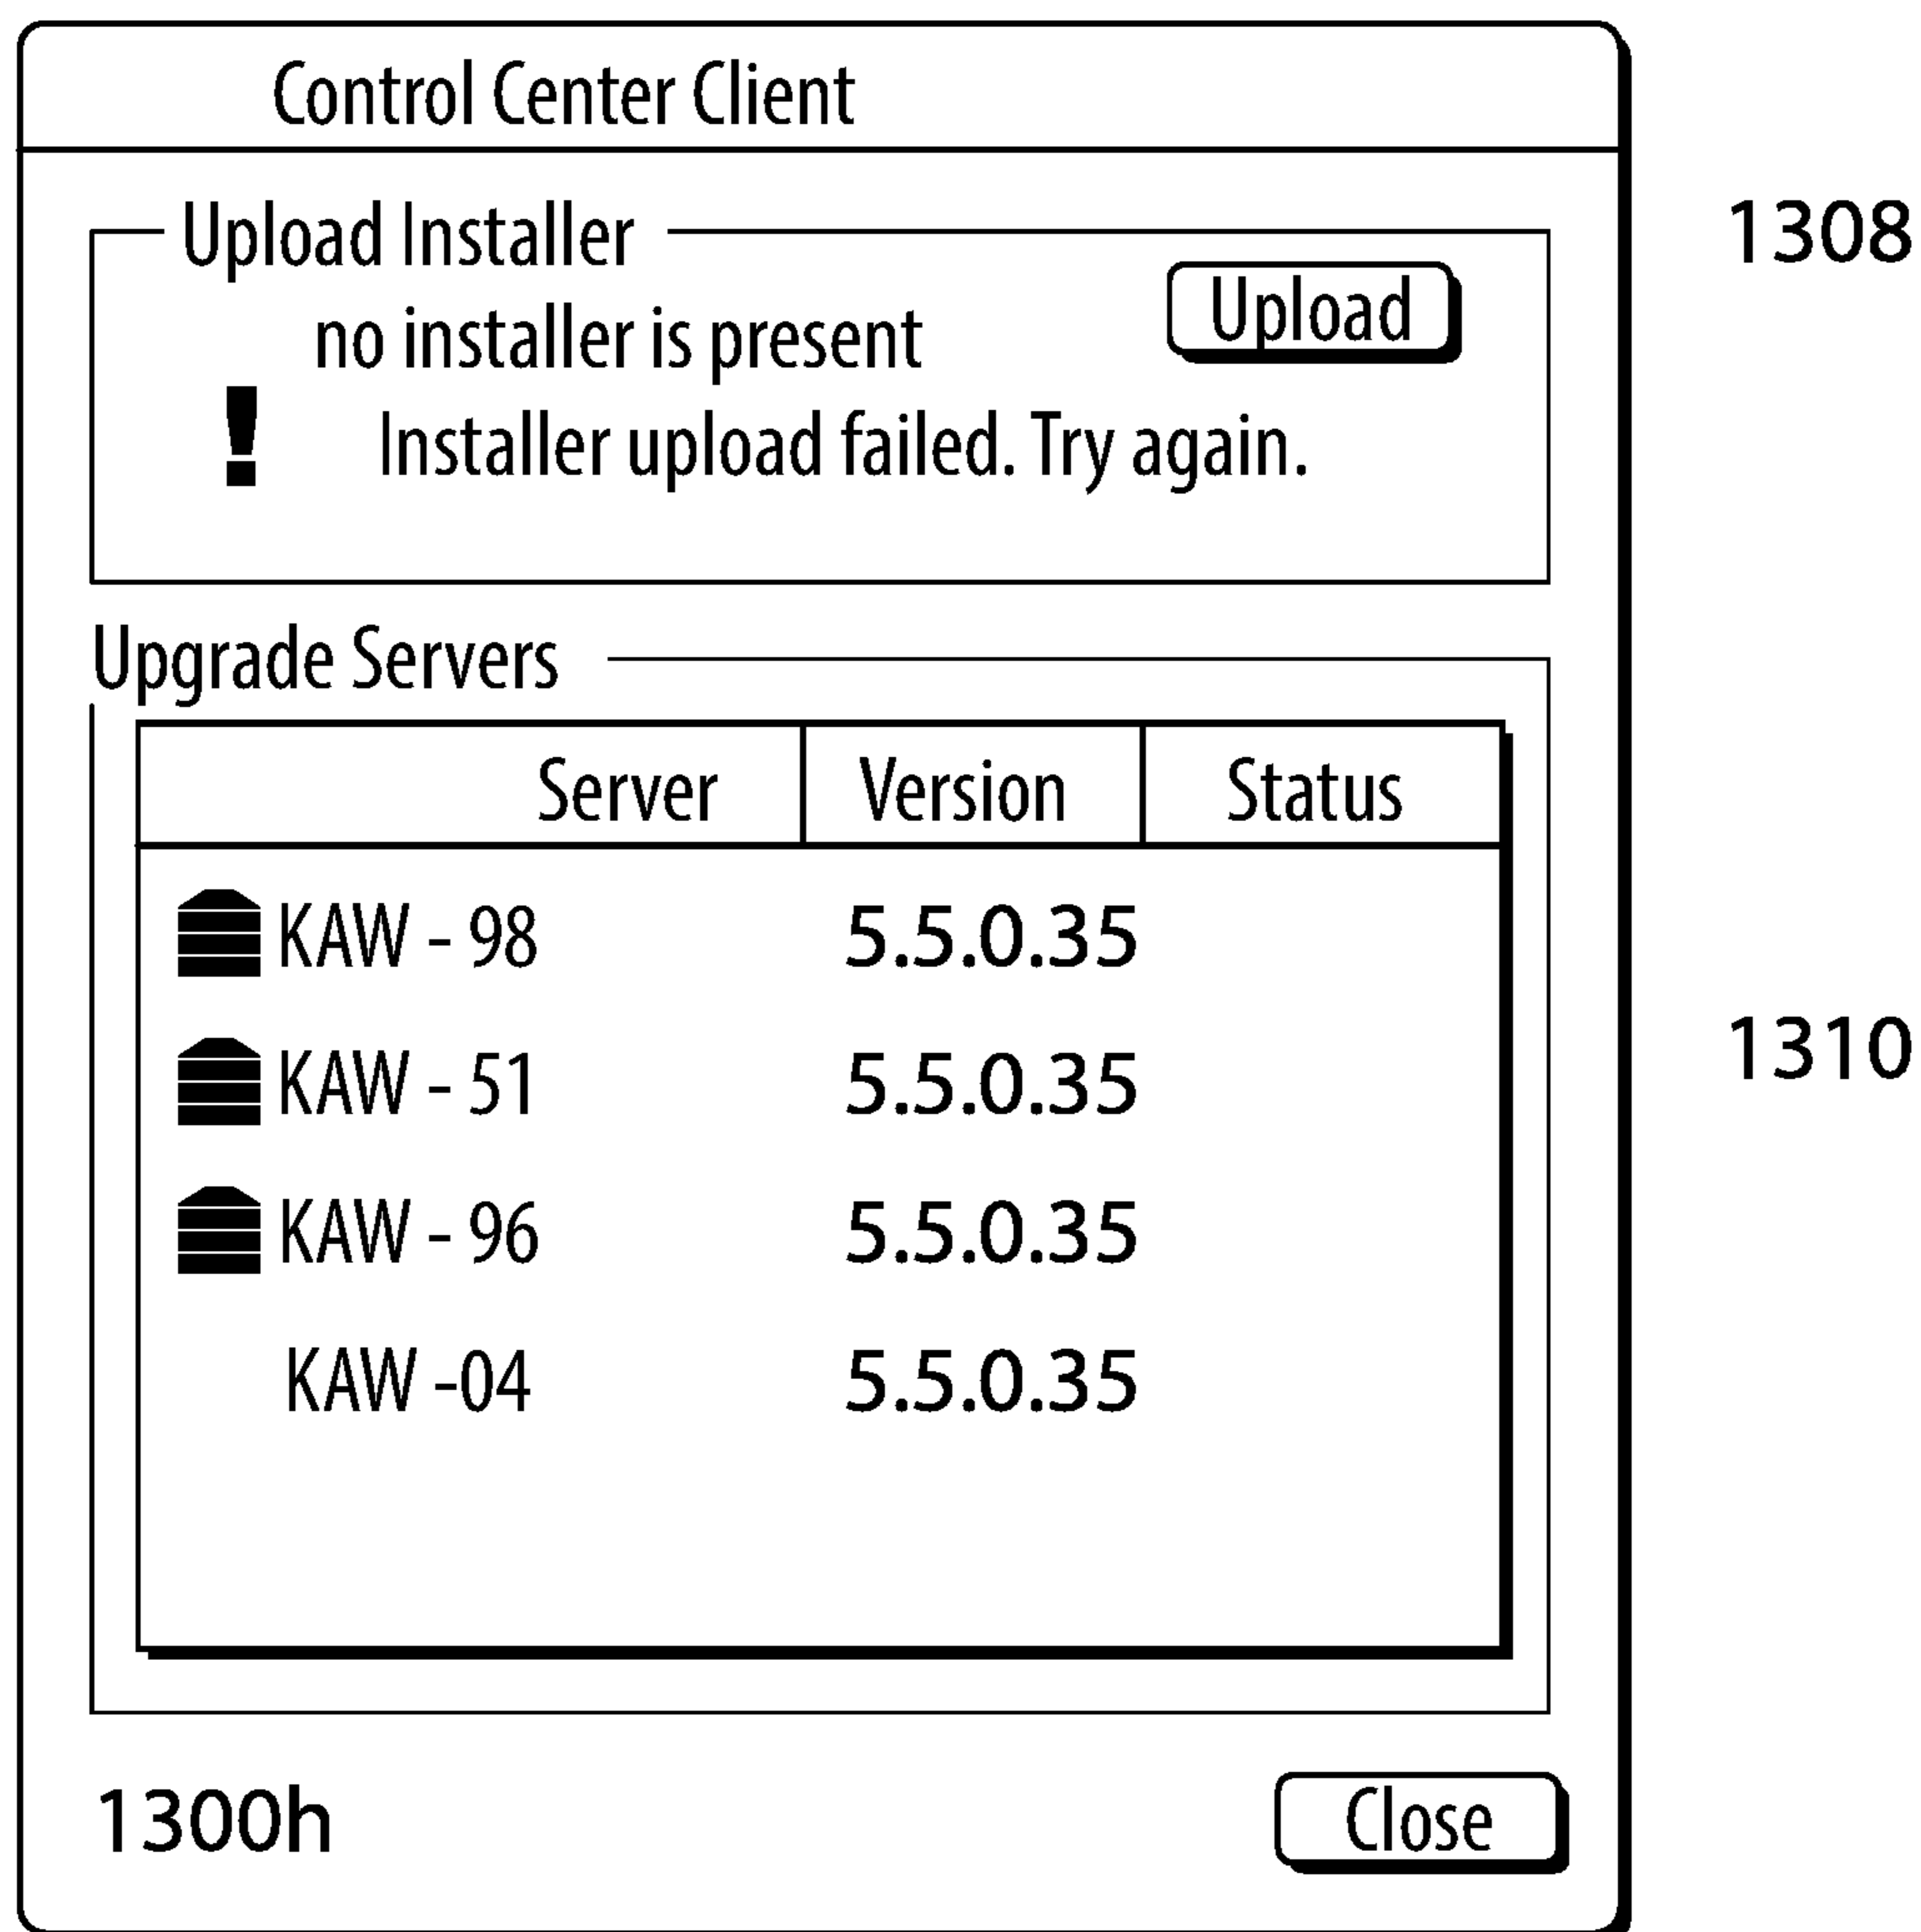 Control Center Client
Upload Installer
1308
Upload
no installer is present
! Installer upload failed. Try again.
Upgrade Servers
Server Version Status
KAW - 98 5.5.0.35
1310
KAW - 51 5.5.0.35
KAW - 96 5.5.0.35
KAW -04 5.5.0.35
1300h
Close